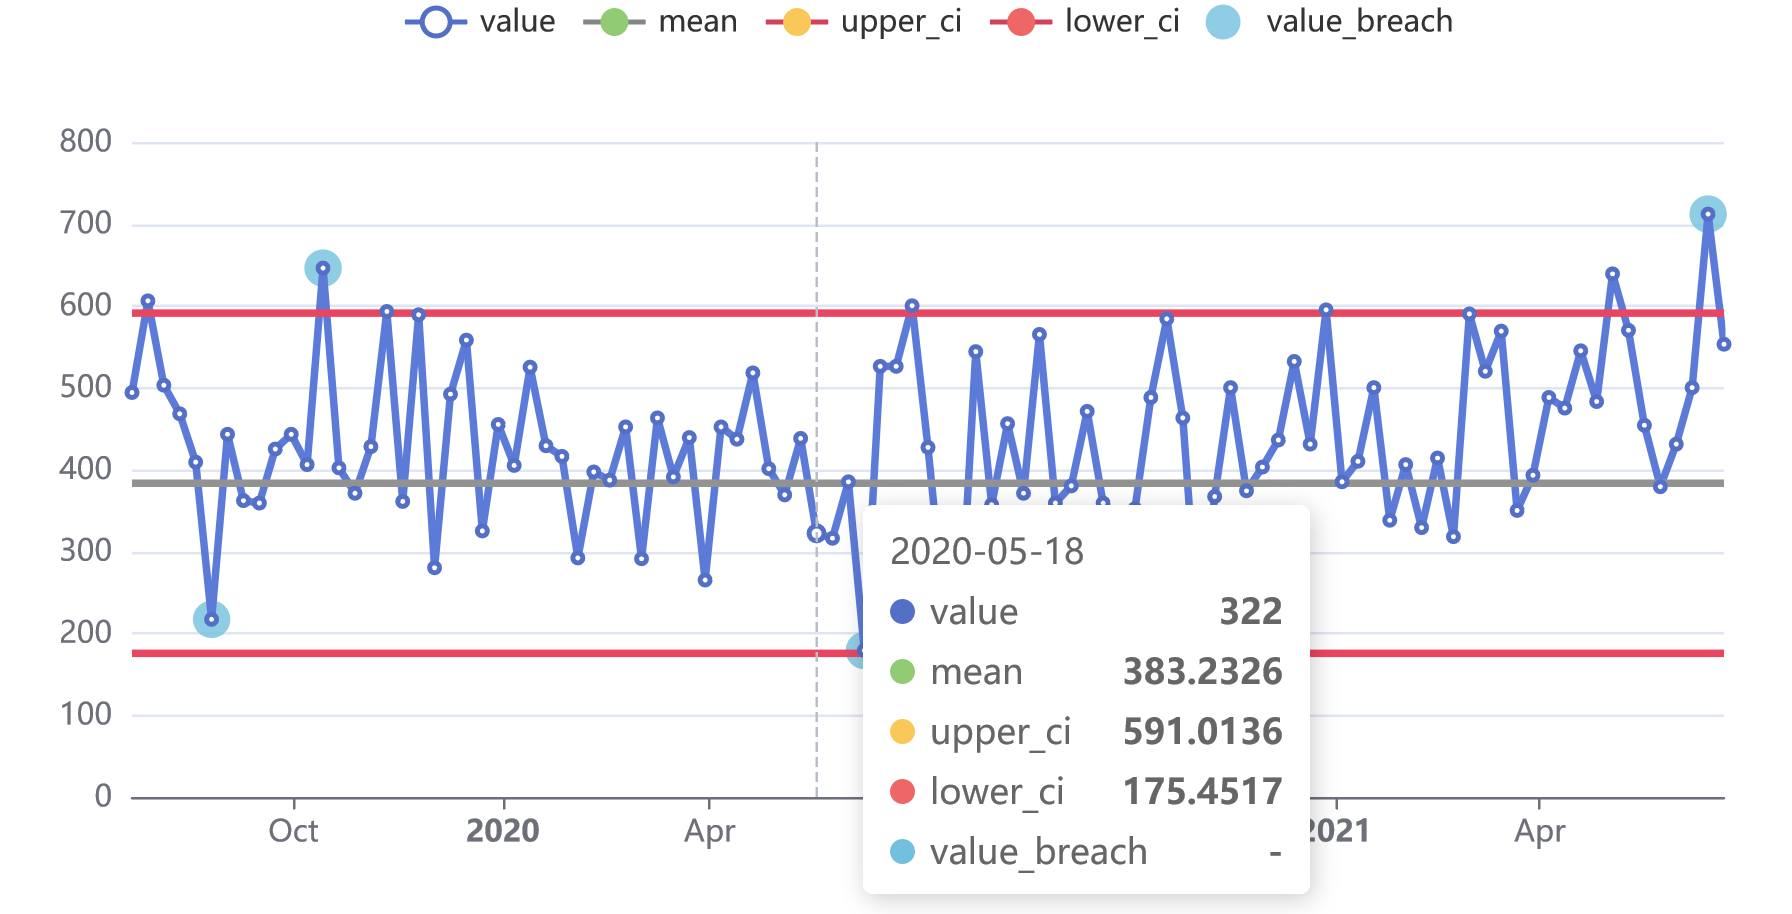 value mean upper_ci lower_ci value_breach
800
700
600
500
400
300
200
100
0
Oct 2020 Apr 2021 Apr
2020-05-18
value 322
mean 383.2326
upper_ci 591.0136
lower_ci 175.4517
value_breach -